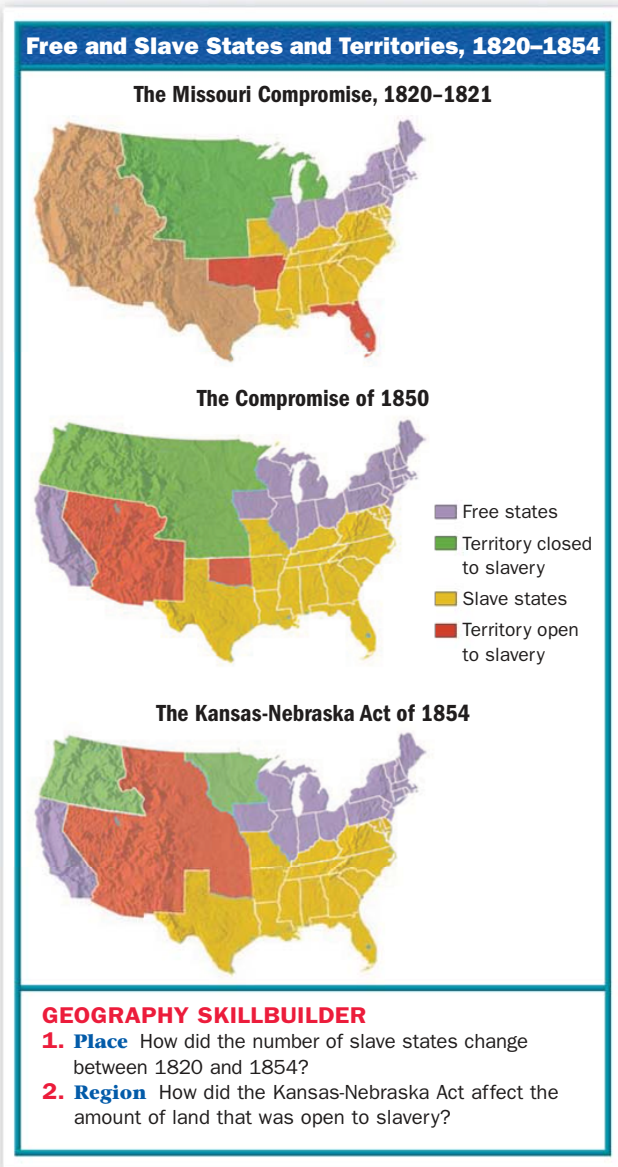 Free and Slave States and Territories, 1820–1854
The Missouri Compromise, 1820–1821
The Compromise of 1850
Free states
Territory closed
to slavery
Slave states
Territory open
to slavery
The Kansas-Nebraska Act of 1854
GEOGRAPHY SKILLBUILDER
1. Place How did the number of slave states change
between 1820 and 1854?
2. Region How did the Kansas-Nebraska Act affect the
amount of land that was open to slavery?